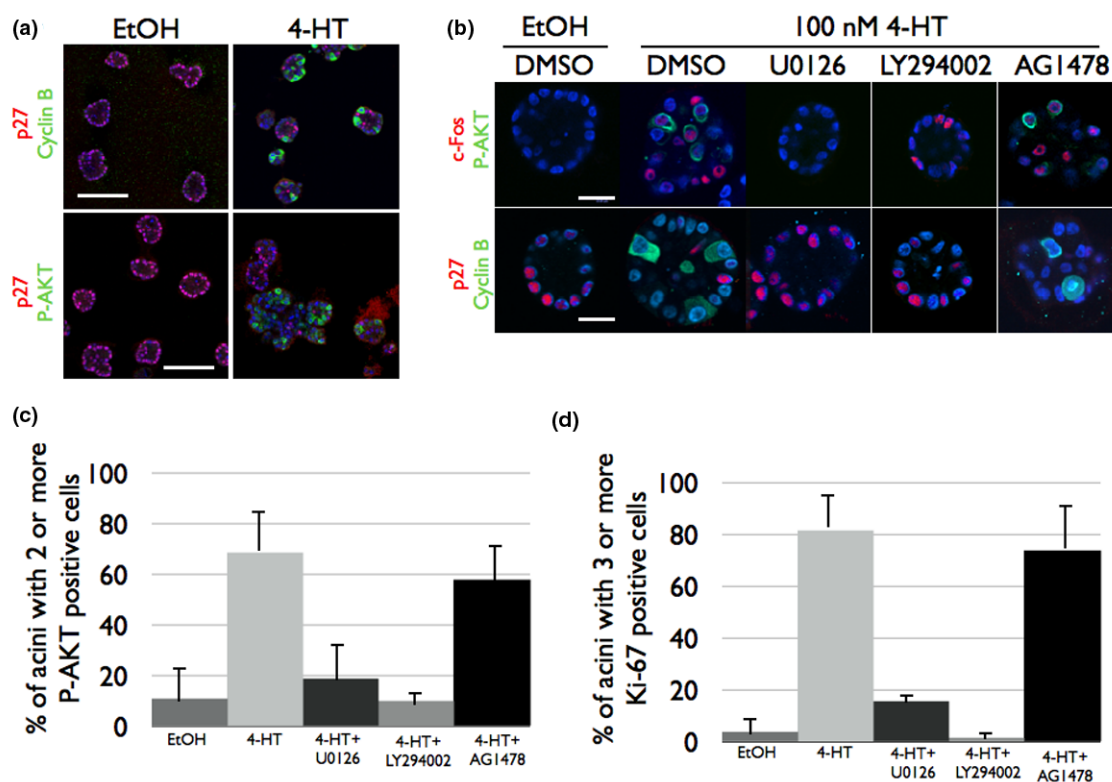 (a)
EtOH 4-HT
p27
Cyclin B
p27
P-AKT
(b)
EtOH 100 nM 4-HT
DMSO DMSO U0126 LY294002 AG1478
c-Fos
P-AKT
p27
Cyclin B
(c)
% of acini with 2 or more
P-AKT positive cells
100
80
60
40
20
0
EtOH 4-HT 4-HT+ 4-HT+ 4-HT+
U0126 LY294002 AG1478
(d)
% of acini with 3 or more
Ki-67 positive cells
100
80
60
40
20
0
EtOH 4-HT 4-HT+ 4-HT+ 4-HT+
U0126 LY294002 AG1478